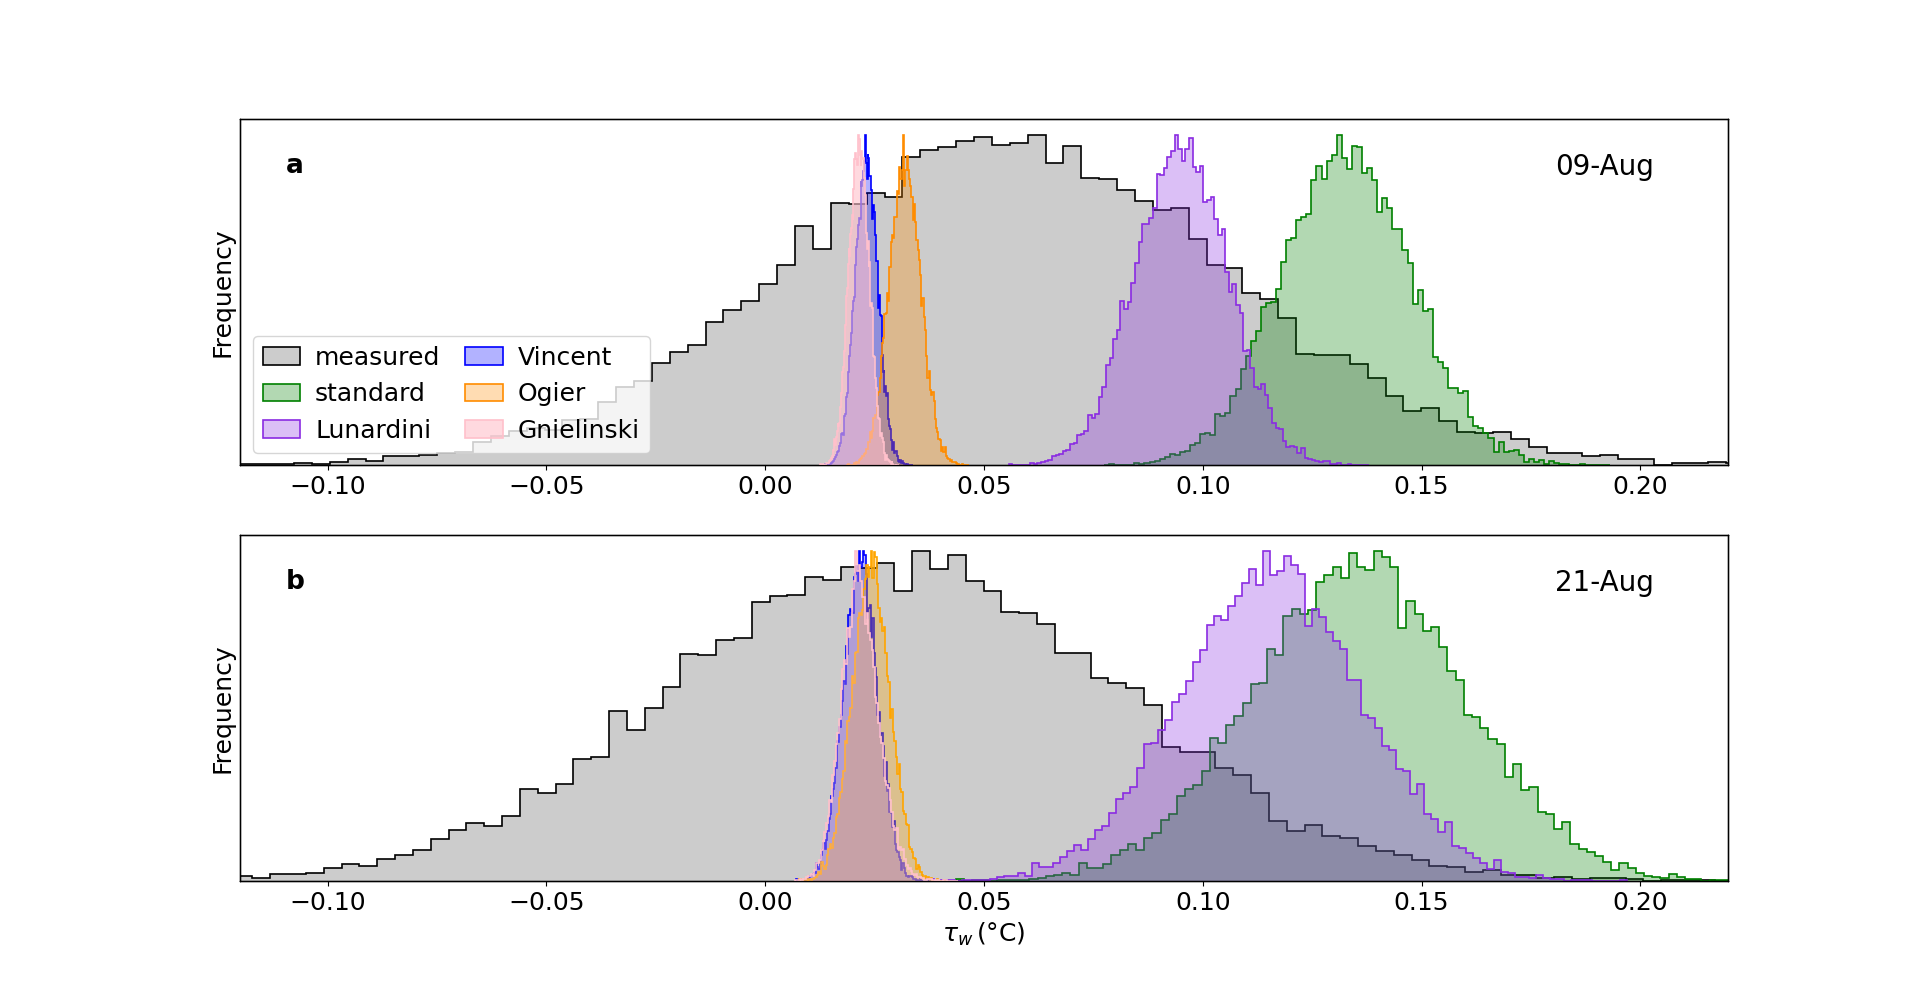 a
09-Aug
Frequency
measured
standard
Lunardini
Vincent
Ogier
Gnielinski
−0.10 −0.05 0.00 0.05 0.10 0.15 0.20
b
21-Aug
Frequency
−0.10 −0.05 0.00 0.05 0.10 0.15 0.20
τw (°C)